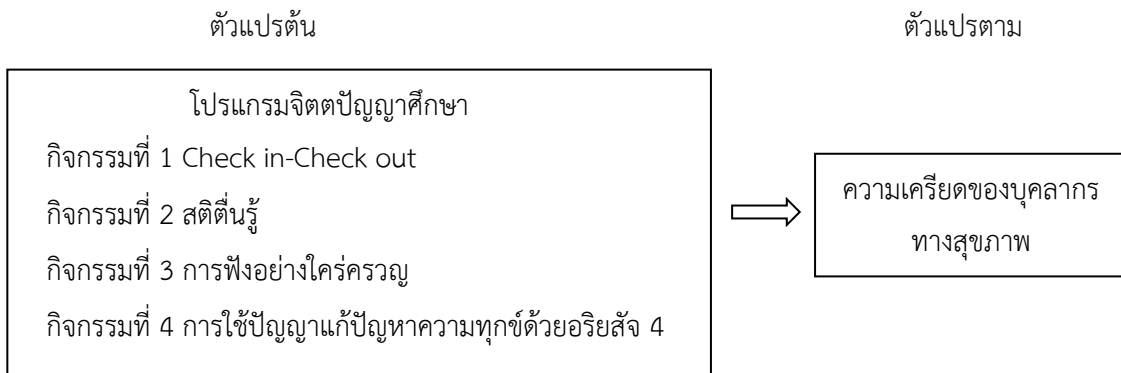 ตัวแปรต้น
ตัวแปรตาม
โปรแกรมจิตตปัญญาศึกษา
กิจกรรมที่ 1 Check in-Check out
กิจกรรมที่ 2 สติตื่นรู้
กิจกรรมที่ 3 การฟังอย่างใคร่ครวญ
กิจกรรมที่ 4 การใช้ปัญญาแก้ปัญหาความทุกข์ด้วยอริยสัจ 4
ความเครียดของบุคลากร
ทางสุขภาพ